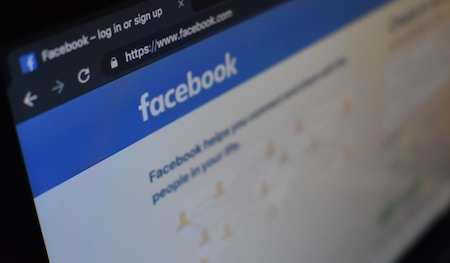 Facebook – log in or sign up
https://www.facebook.com
facebook
Facebook helps you connect and share with the
people in your life.